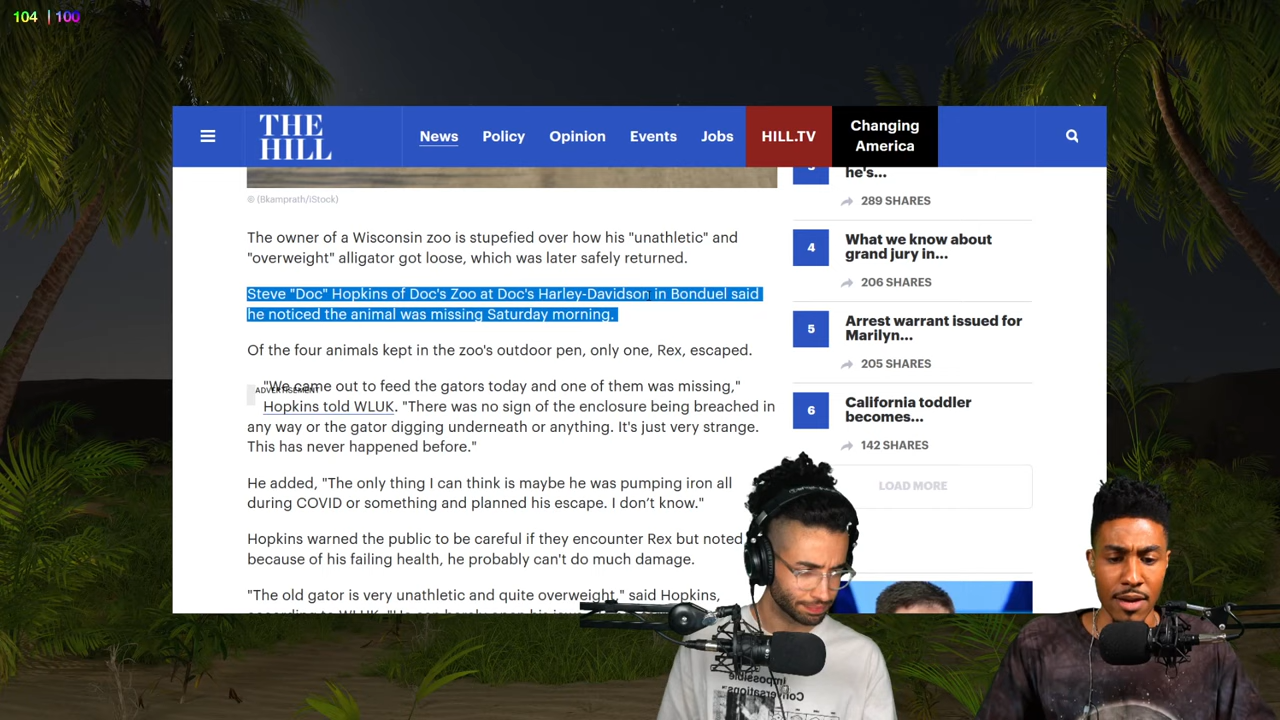 104 | 100
THE
HILL
News Policy Opinion Events Jobs HILL.TV Changing
America
© (Bkamprath/iStock)
The owner of a Wisconsin zoo is stupefied over how his "unathletic" and
"overweight" alligator got loose, which was later safely returned.
Steve "Doc" Hopkins of Doc's Zoo at Doc's Harley-Davidson in Bonduel said
he noticed the animal was missing Saturday morning.
Of the four animals kept in the zoo's outdoor pen, only one, Rex, escaped.
ADVERTISEMENT
"We came out to feed the gators today and one of them was missing,"
Hopkins told WLUK. "There was no sign of the enclosure being breached in
any way or the gator digging underneath or anything. It's just very strange.
This has never happened before."
He added, "The only thing I can think is maybe he was pumping iron all
during COVID or something and planned his escape. I don't know."
Hopkins warned the public to be careful if they encounter Rex but noted
because of his failing health, he probably can't do much damage.
"The old gator is very unathletic and quite overweight," said Hopkins,
he's...
289 SHARES
4
What we know about
grand jury in...
206 SHARES
5
Arrest warrant issued for
Marilyn...
205 SHARES
6
California toddler
becomes...
142 SHARES
LOAD MORE